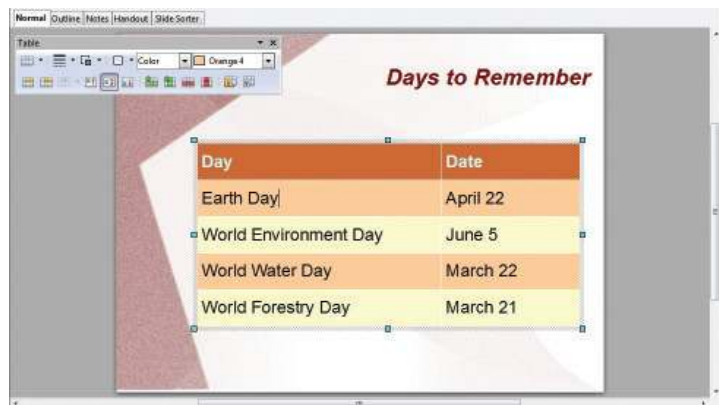 Normal Outline Notes Handout Slide Sorter
Table
Color Orange 4
Days to Remember
Day Date
Earth Day April 22
World Environment Day June 5
World Water Day March 22
World Forestry Day March 21